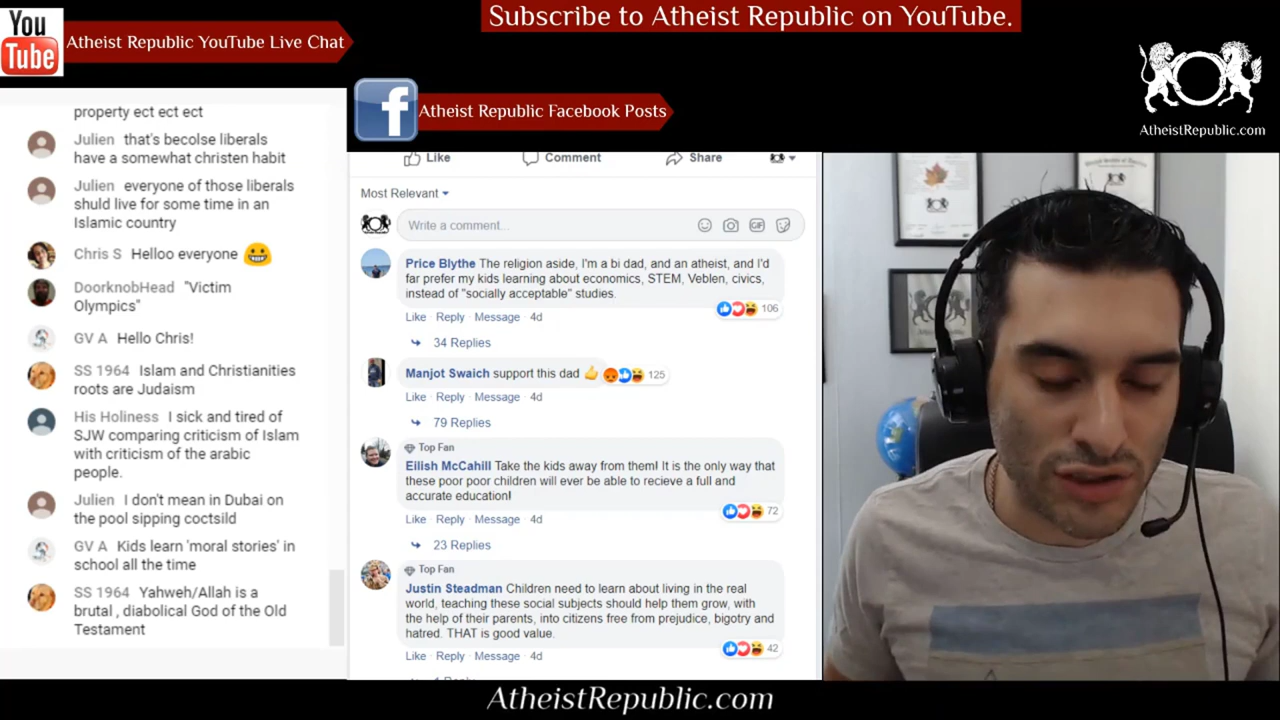 Subscribe to Atheist Republic on YouTube.
You
Tube
Atheist Republic YouTube Live Chat
AtheistRepublic.com
f
Atheist Republic Facebook Posts
property ect ect ect
Julien that's becolse liberals
have a somewhat christen habit
Julien everyone of those liberals
shuld live for some time in an
Islamic country
Chris S Helloo everyone 😀
DoorknobHead "Victim
Olympics"
GV A Hello Chris!
SS 1964 Islam and Christianities
roots are Judaism
His Holiness I sick and tired of
SJW comparing criticism of Islam
with criticism of the arabic
people.
Julien I don't mean in Dubai on
the pool sipping coctsild
GV A Kids learn 'moral stories' in
school all the time
SS 1964 Yahweh/Allah is a
brutal , diabolical God of the Old
Testament
Like Comment Share
Most Relevant
Write a comment...
GIF
Price Blythe The religion aside, I'm a bi dad, and an atheist, and I'd
far prefer my kids learning about economics, STEM, Veblen, civics,
instead of "socially acceptable" studies.
106
Like · Reply · Message · 4d
34 Replies
Manjot Swaich support this dad 👍 125
Like · Reply · Message · 4d
79 Replies
Top Fan
Eilish McCahill Take the kids away from them! It is the only way that
these poor poor children will ever be able to recieve a full and
accurate education!
72
Like · Reply · Message · 4d
23 Replies
Top Fan
Justin Steadman Children need to learn about living in the real
world, teaching these social subjects should help them grow, with
the help of their parents, into citizens free from prejudice, bigotry and
hatred. THAT is good value.
42
Like · Reply · Message · 4d
AtheistRepublic.com